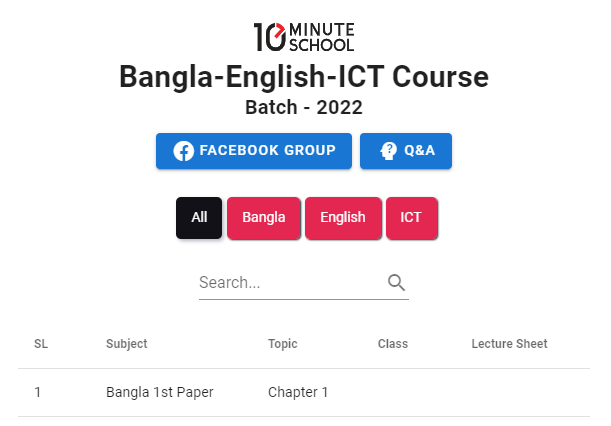 10 MINUTE
SCHOOL
Bangla-English-ICT Course
Batch - 2022
FACEBOOK GROUP Q&A
All Bangla English ICT
Search...
SL Subject Topic Class Lecture Sheet
1 Bangla 1st Paper Chapter 1